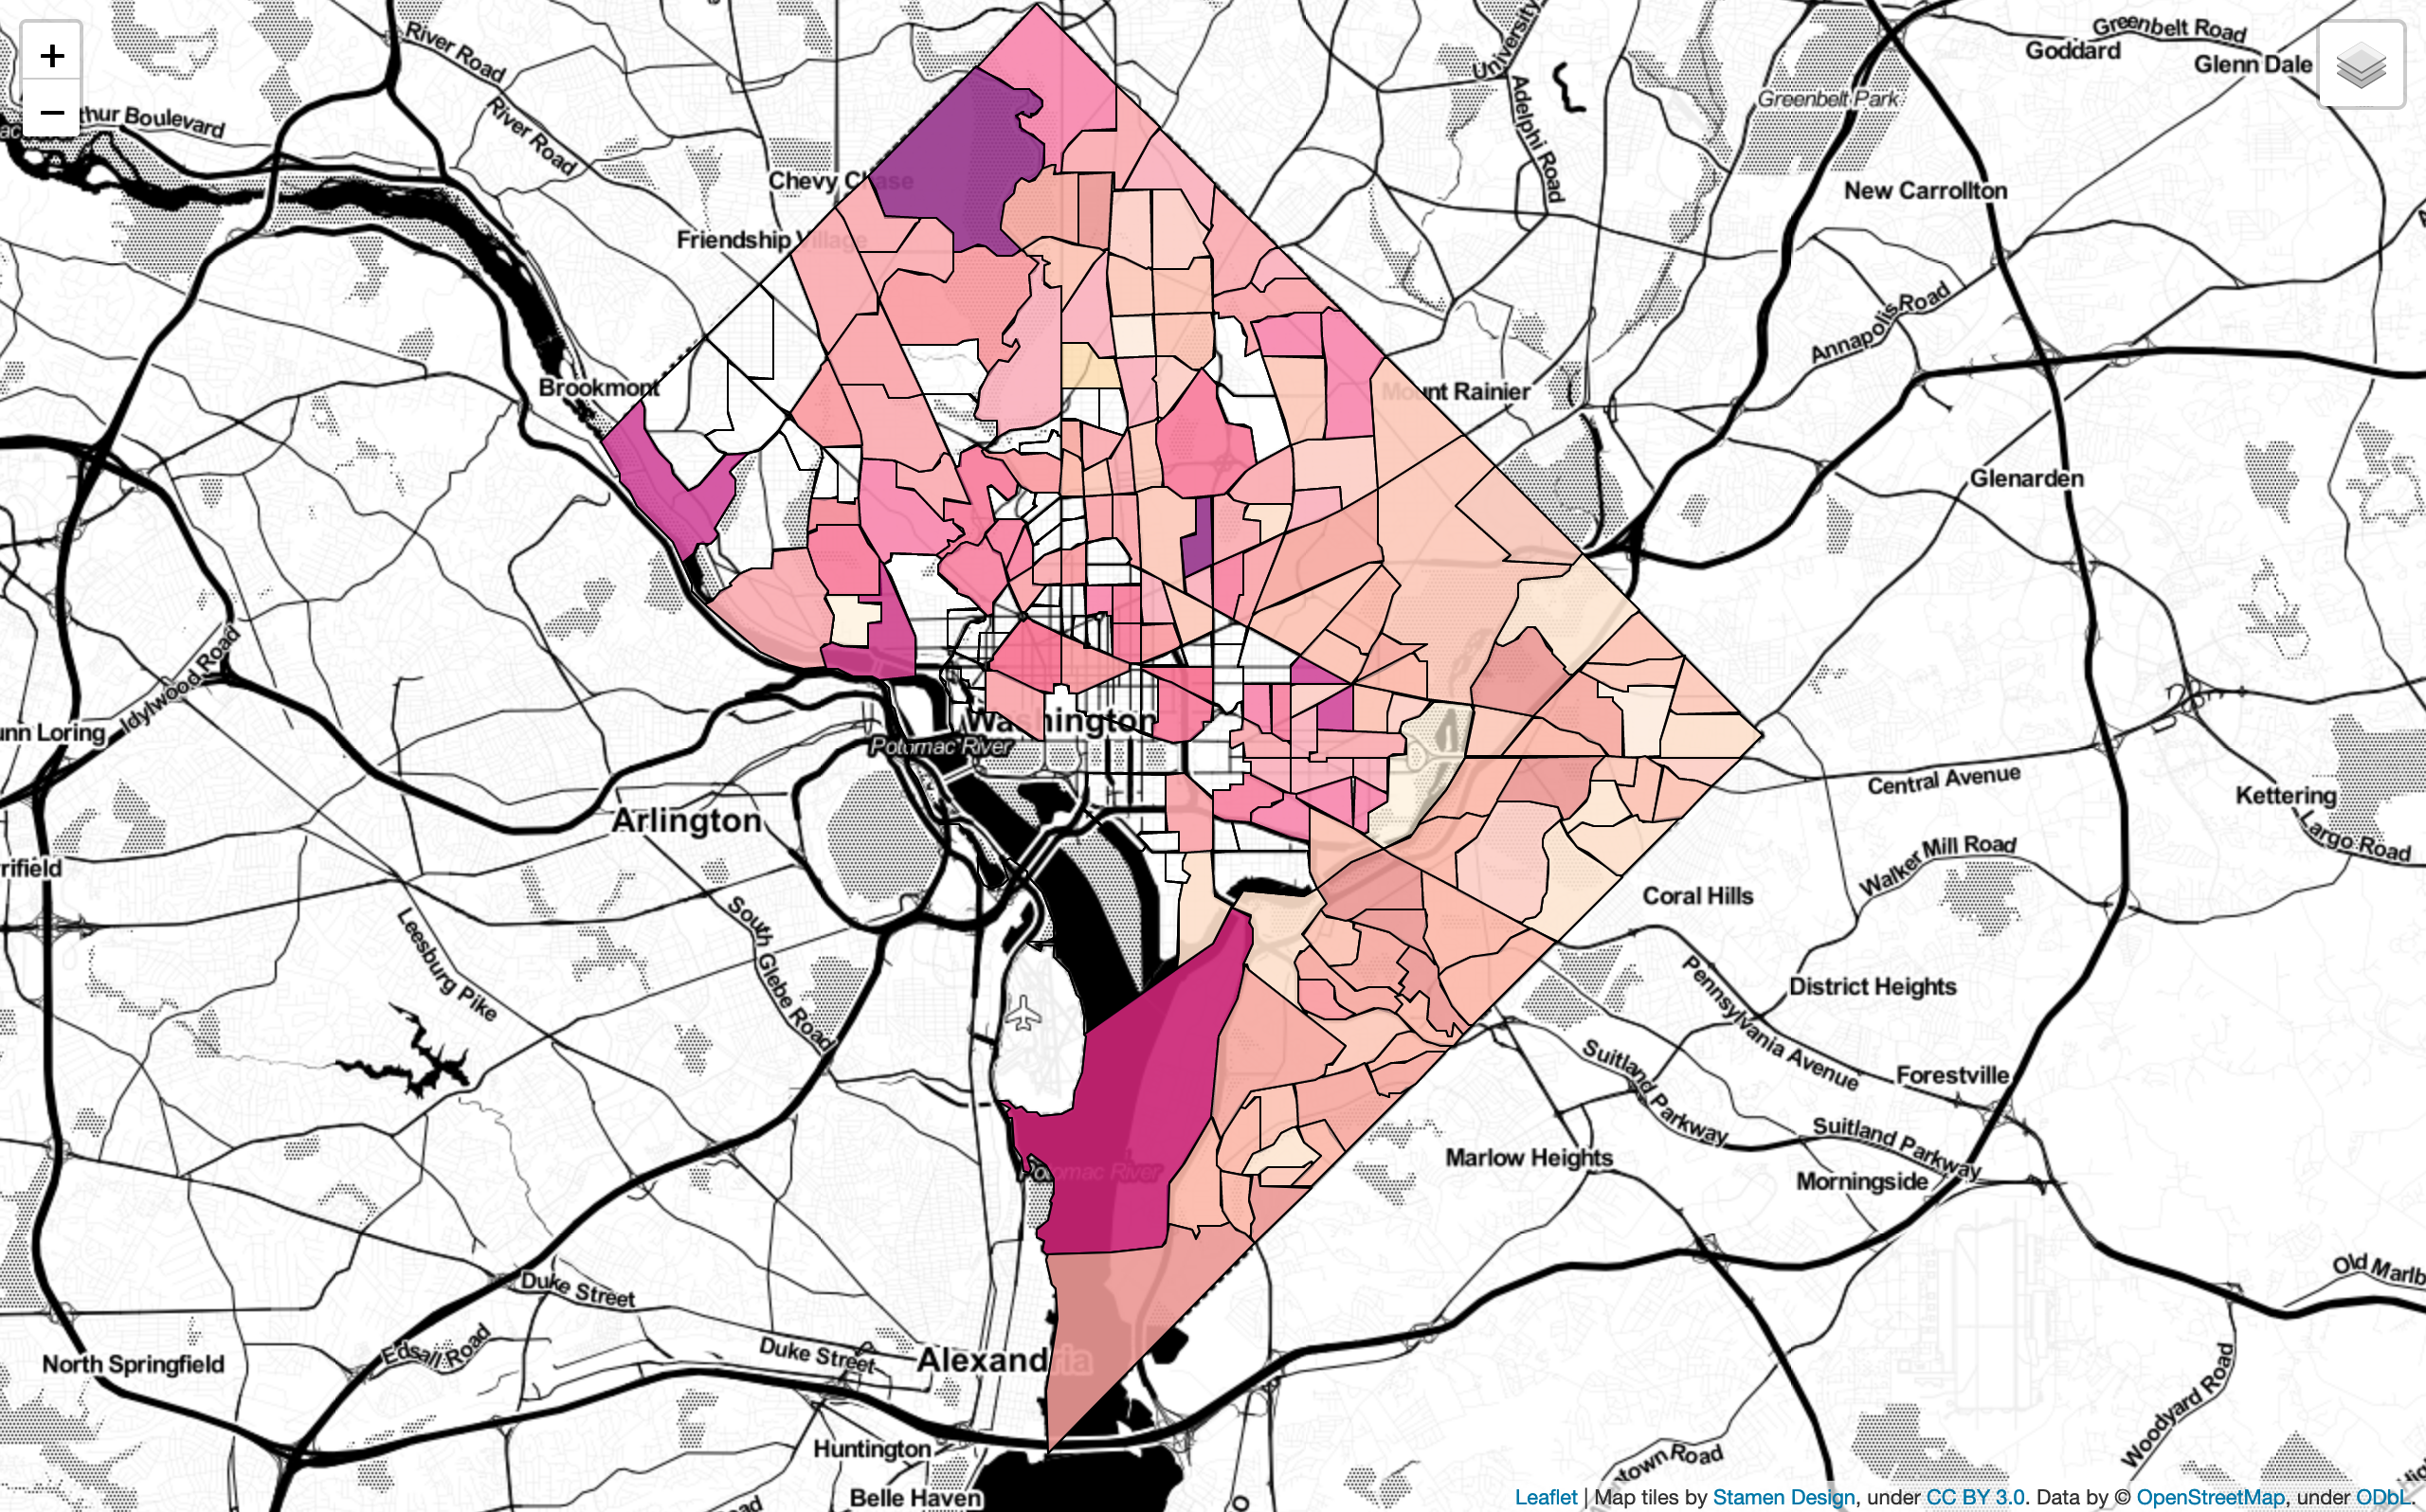 +
−
River Road
River Road
thur Boulevard
Chevy Chase
Friendship Village
Brookmont
University
Adelphi Road
Greenbelt Park
Greenbelt Road
Goddard
Glenn Dale
New Carrollton
Annapolis Road
Mount Rainier
Glenarden
Idylwood Road
unn Loring
Washington
Potomac River
Arlington
Central Avenue
Kettering
Largo Road
rrifield
Walker Mill Road
Coral Hills
Leesburg Pike
South Glebe Road
District Heights
Pennsylvania Avenue
Forestville
Suitland Parkway
Suitland Parkway
Marlow Heights
Morningside
Potomac River
Duke Street
Duke Street
Edsall Road
North Springfield
Alexandria
Old Marlb
Woodyard Road
Huntington
Belle Haven
town Road
Leaflet | Map tiles by Stamen Design, under CC BY 3.0. Data by © OpenStreetMap, under ODbL.